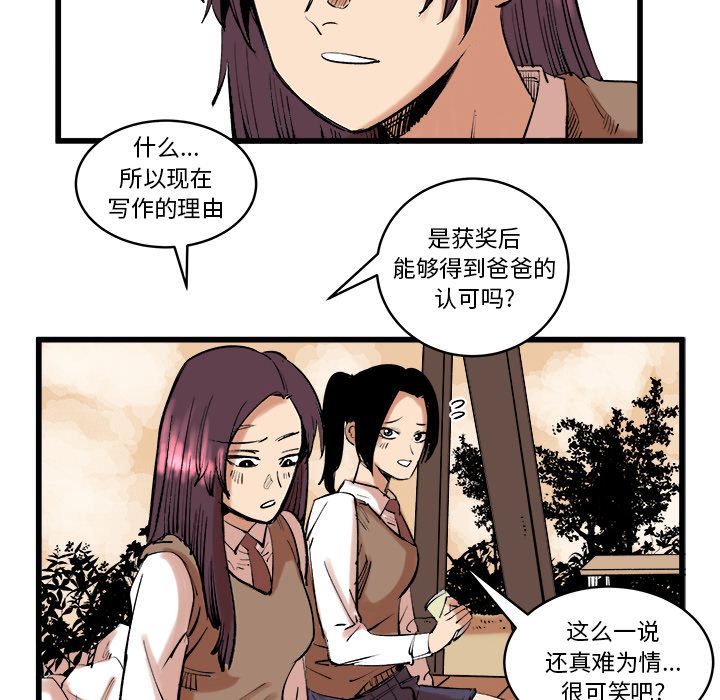 什么...
所以现在
写作的理由
是获奖后
能够得到爸爸的
认可吗?
这么一说
还真难为情...
很可笑吧?